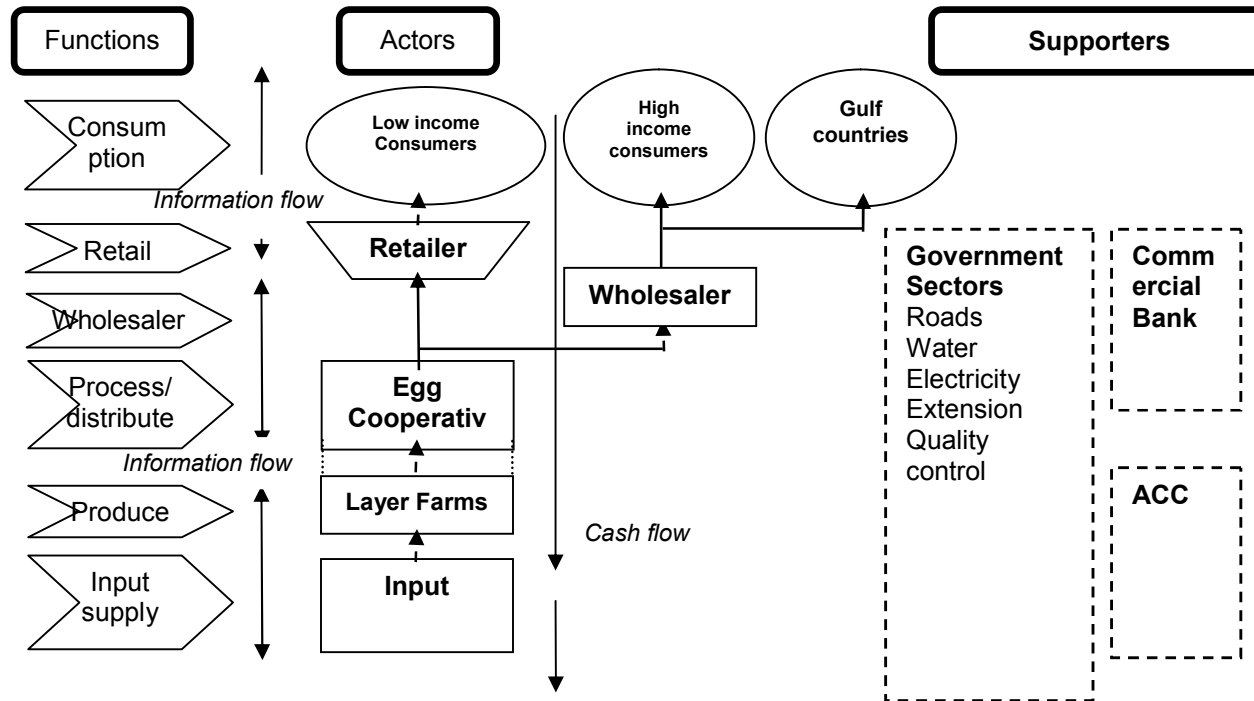 Functions
Actors
Supporters
Consum
ption
Low income
Consumers
High
income
consumers
Gulf
countries
Information flow
Retail
Retailer
Wholesaler
Wholesaler
Government
Sectors
Roads
Water
Electricity
Extension
Quality
control
Comm
ercial
Bank
Process/
distribute
Egg
Cooperativ
Information flow
Produce
Layer Farms
Cash flow
ACC
Input
supply
Input